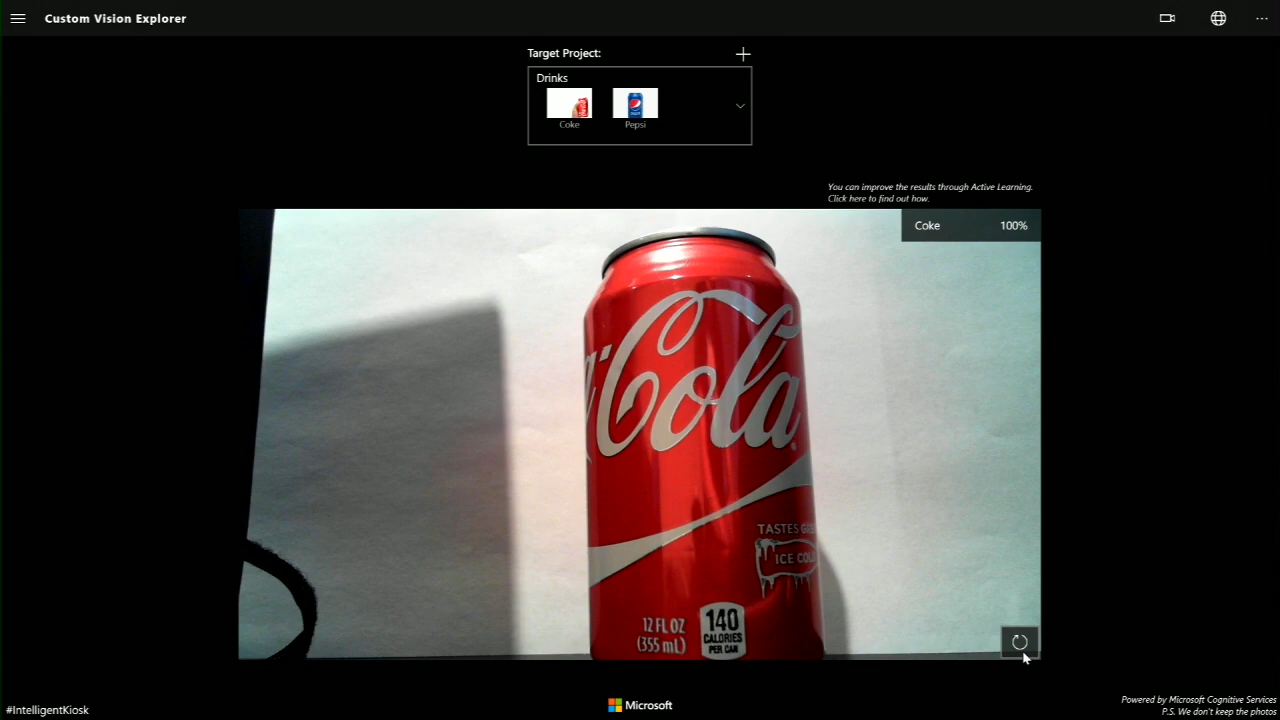 Custom Vision Explorer
Target Project:
Drinks
Coke
Pepsi
You can improve the results through Active Learning.
Click here to find out how.
Coke 100%
Cola
TASTES
ICE COLD
12 FL OZ
(355 mL)
140
CALORIES
PER CAN
#IntelligentKiosk
Microsoft
Powered by Microsoft Cognitive Services
P.S. We don't keep the photos